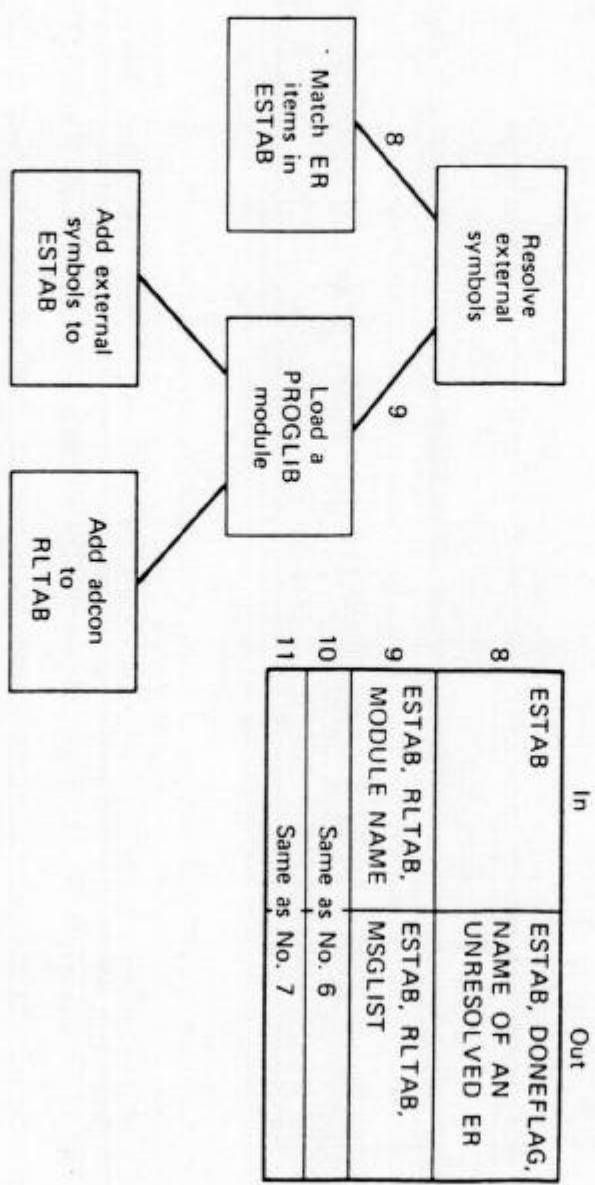 Resolve
external
symbols
8
9
Match ER
items in
ESTAB
Load a
PROGLIB
module
Add external
symbols to
ESTAB
Add adcon
to
RLTAB
In
Out
8
ESTAB
ESTAB, DONEFLAG,
NAME OF AN
UNRESOLVED ER
9
ESTAB, RLTAB,
MODULE NAME
ESTAB, RLTAB,
MSGLIST
10
Same as No. 6
11
Same as No. 7